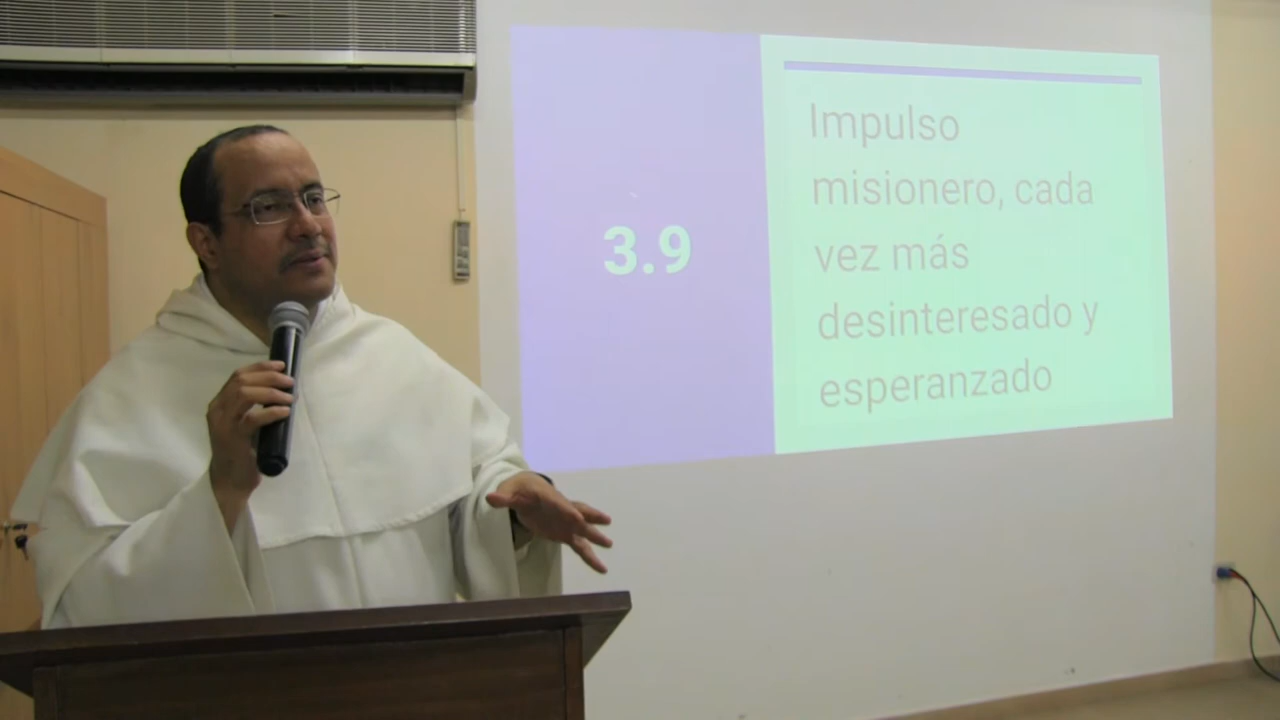 3.9
Impulso
misionero, cada
vez más
desinteresado y
esperanzado